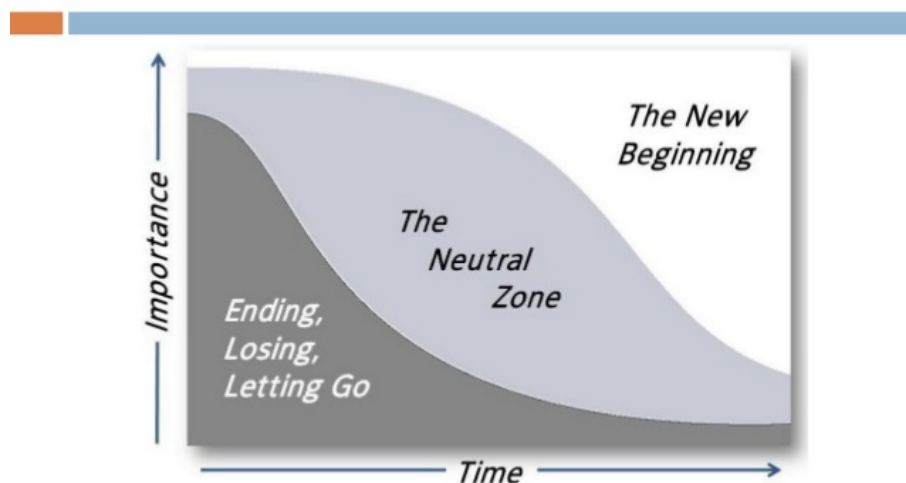 The New
Beginning
The
Neutral
Zone
Ending,
Losing,
Letting Go
Importance
Time